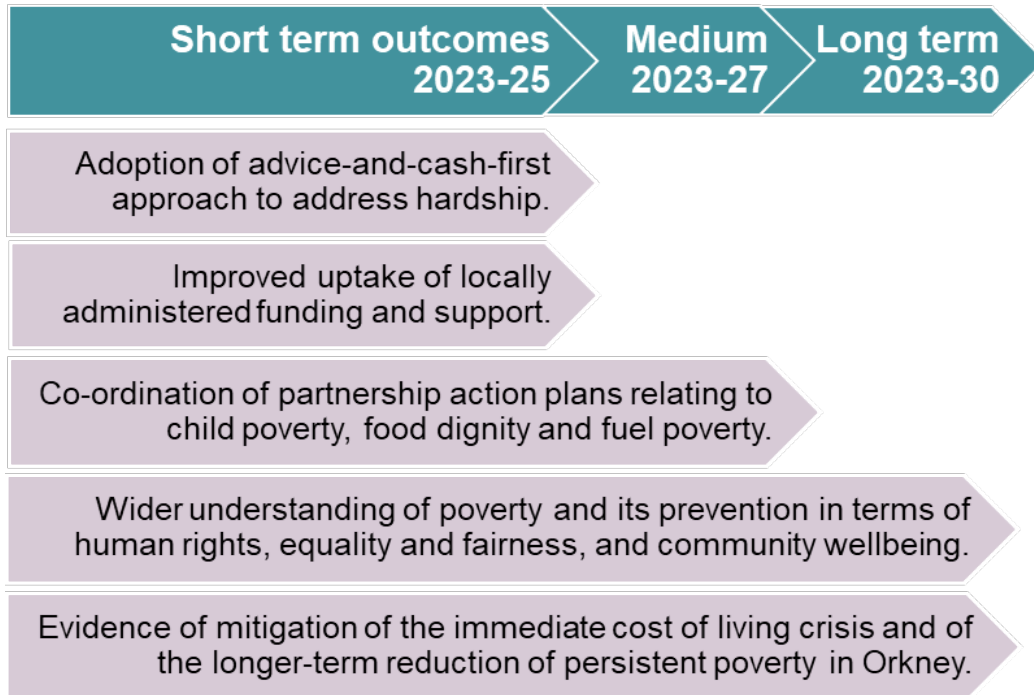 Short term outcomes
2023-25
Medium
2023-27
Long term
2023-30
Adoption of advice-and-cash-first
approach to address hardship.
Improved uptake of locally
administered funding and support.
Co-ordination of partnership action plans relating to
child poverty, food dignity and fuel poverty.
Wider understanding of poverty and its prevention in terms of
human rights, equality and fairness, and community wellbeing.
Evidence of mitigation of the immediate cost of living crisis and of
the longer-term reduction of persistent poverty in Orkney.